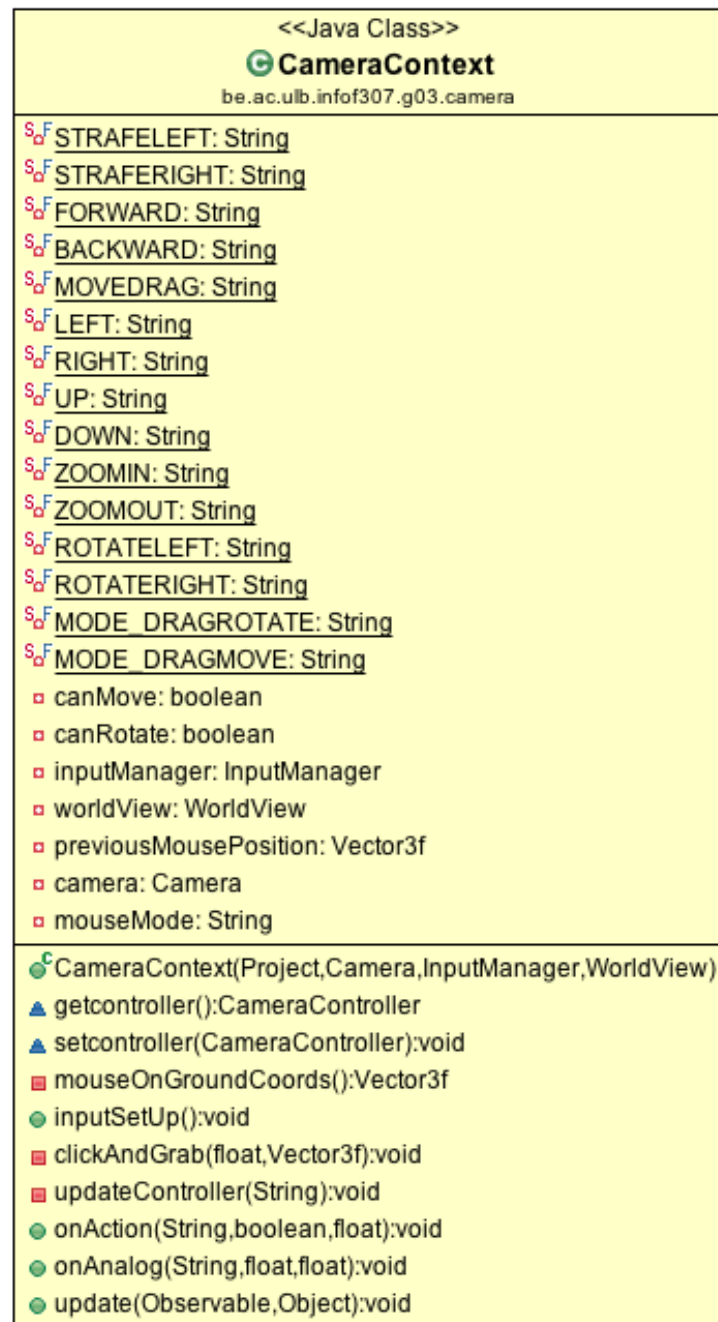 <<Java Class>>
C CameraContext
be.ac.ulb.infof307.g03.camera
S F STRAFELEFT: String
S F STRAFERIGHT: String
S F FORWARD: String
S F BACKWARD: String
S F MOVEDRAG: String
S F LEFT: String
S F RIGHT: String
S F UP: String
S F DOWN: String
S F ZOOMIN: String
S F ZOOMOUT: String
S F ROTATELEFT: String
S F ROTATERIGHT: String
S F MODE_DRAGROTATE: String
S F MODE_DRAGMOVE: String
canMove: boolean
canRotate: boolean
inputManager: InputManager
worldView: WorldView
previousMousePosition: Vector3f
camera: Camera
mouseMode: String
C CameraContext(Project,Camera,InputManager,WorldView)
getcontroller():CameraController
setcontroller(CameraController):void
mouseOnGroundCoords():Vector3f
inputSetUp():void
clickAndGrab(float,Vector3f):void
updateController(String):void
onAction(String,boolean,float):void
onAnalog(String,float,float):void
update(Observable,Object):void